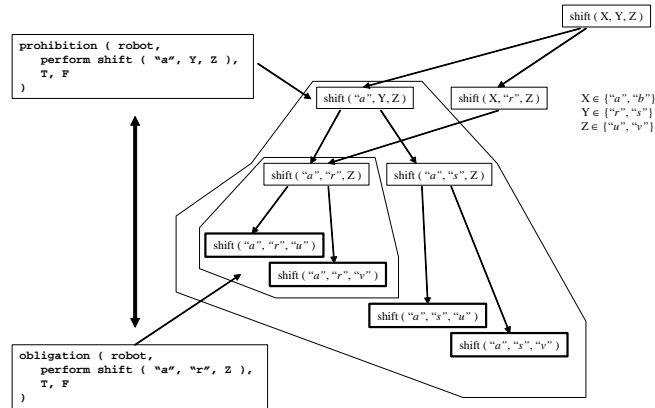 shift ( X, Y, Z )
prohibition ( robot,
perform shift ( “a”, Y, Z ),
T, F
)
shift ( “a”, Y, Z )
shift ( X, “r”, Z )
X ∈ {“a”, “b”}
Y ∈ {“r”, “s”}
Z ∈ {“u”, “v”}
shift ( “a”, “r”, Z )
shift ( “a”, “s”, Z )
shift ( “a”, “r”, “u” )
shift ( “a”, “r”, “v” )
shift ( “a”, “s”, “u” )
shift ( “a”, “s”, “v” )
obligation ( robot,
perform shift ( “a”, “r”, Z ),
T, F
)